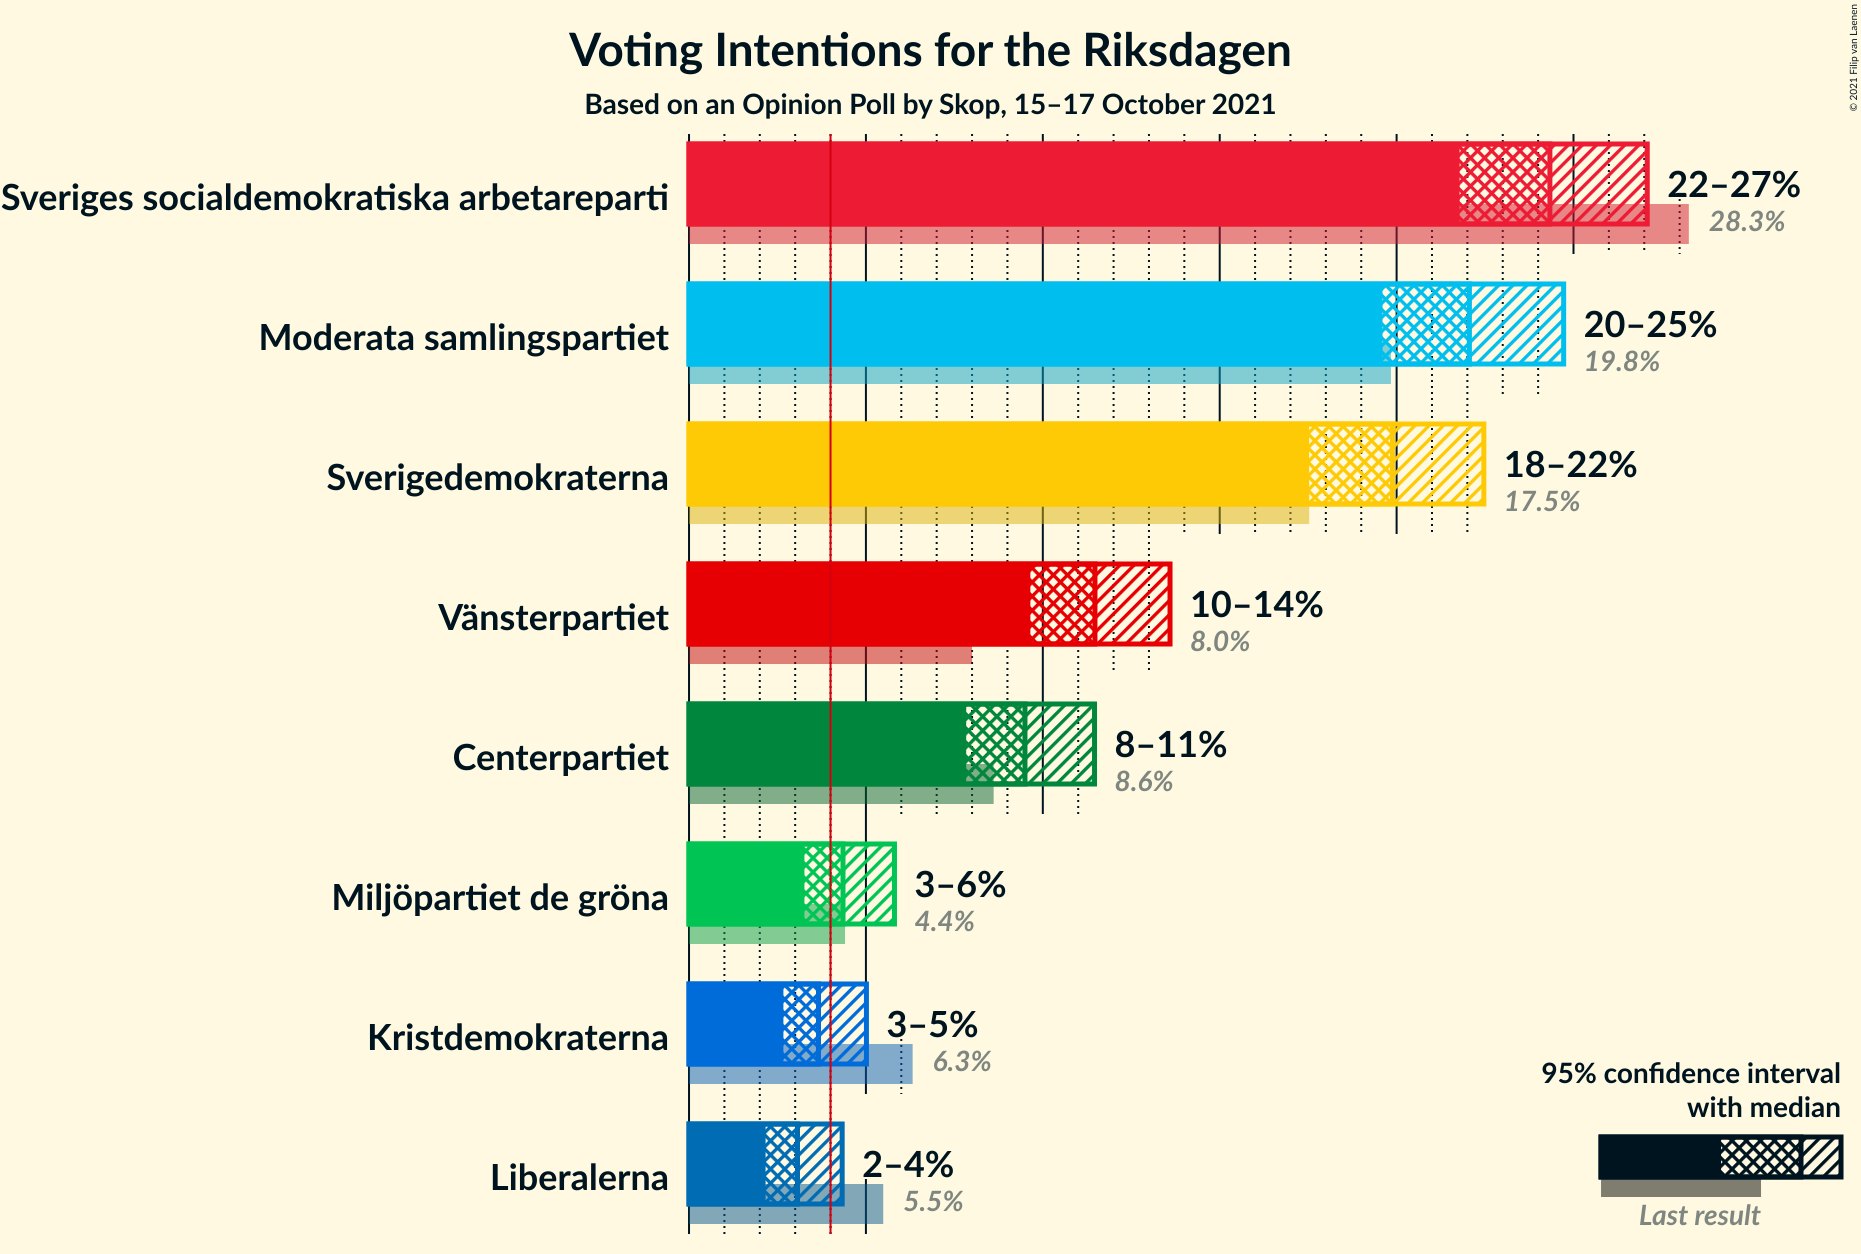 Voting Intentions for the Riksdagen
Based on an Opinion Poll by Skop, 15–17 October 2021
© 2021 Filip van Laenen
Sveriges socialdemokratiska arbetareparti
22–27%
28.3%
Moderata samlingspartiet
20–25%
19.8%
Sverigedemokraterna
18–22%
17.5%
Vänsterpartiet
10–14%
8.0%
Centerpartiet
8–11%
8.6%
Miljöpartiet de gröna
3–6%
4.4%
Kristdemokraterna
3–5%
6.3%
Liberalerna
2–4%
5.5%
95% confidence interval
with median
Last result